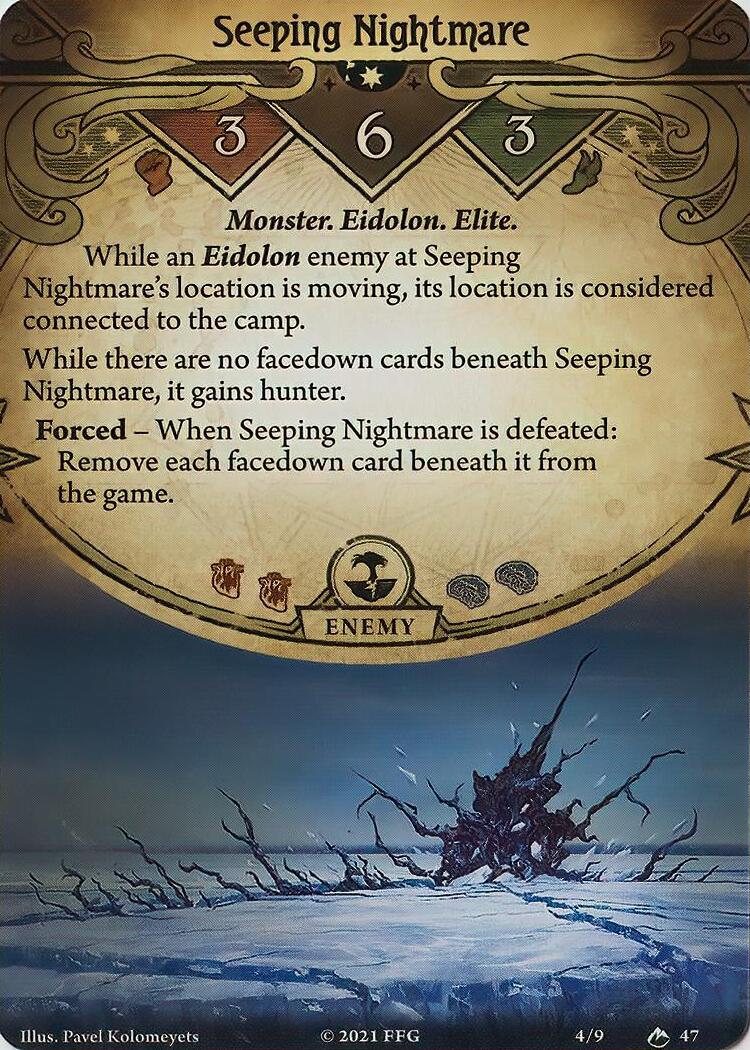 Seeping Nightmare
3
6
3
Monster. Eidolon. Elite.
While an Eidolon enemy at Seeping
Nightmare's location is moving, its location is considered
connected to the camp.
While there are no facedown cards beneath Seeping
Nightmare, it gains hunter.
Forced – When Seeping Nightmare is defeated:
Remove each facedown card beneath it from
the game.
ENEMY
Illus. Pavel Kolomeyets © 2021 FFG 4/9 47